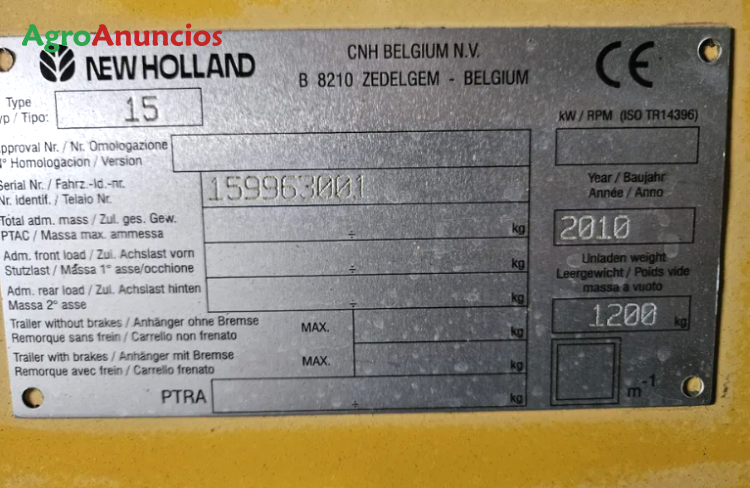 AgroAnuncios
NEW HOLLAND
CNH BELGIUM N.V.
B 8210 ZEDELGEM - BELGIUM
CE
Type
Tipo:
15
kW / RPM (ISO TR14396)
Approval Nr. / Nr. Omologazione
N° Homologacion / Version
Serial Nr. / Fahrz.-Id.-nr.
Nr. Identif. / Telaio Nr.
159963001
Year / Baujahr
Année / Anno
2010
Total adm. mass / Zul. ges. Gew.
PTAC / Massa max. ammessa
÷ kg
Adm. front load / Zul. Achslast vorn
Stutzlast / Massa 1° asse/occhione
÷ kg
Unladen weight
Leergewicht / Poids vide
massa a vuoto
1200 kg
Adm. rear load / Zul. Achslast hinten
Massa 2° asse
÷ kg
Trailer without brakes / Anhänger ohne Bremse
Remorque sans frein / Carrello non frenato
MAX. kg
Trailer with brakes / Anhänger mit Bremse
Remorque avec frein / Carrello frenato
MAX. kg
PTRA ÷ kg
m-1